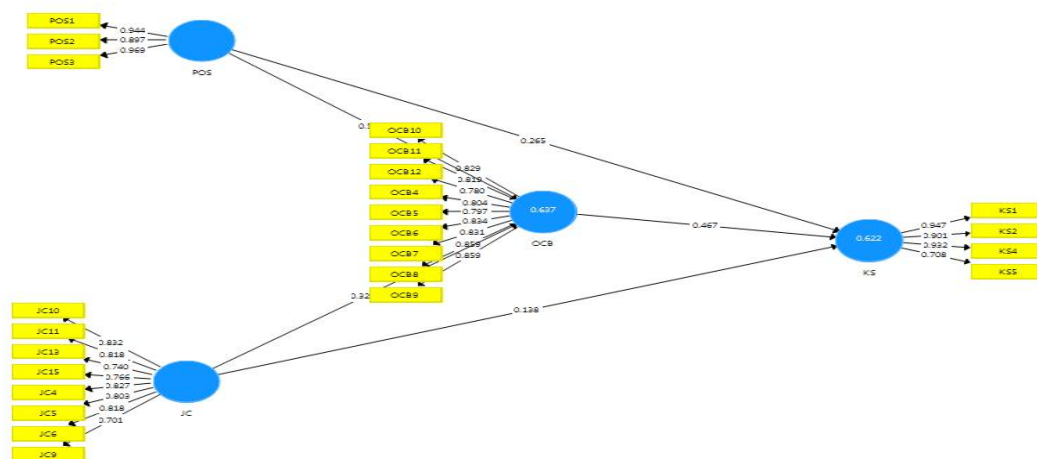 POS1
POS2
POS3
0.944
0.897
0.969
POS
0.265
OCB10
OCB11
OCB12
OCB4
OCB5
OCB6
OCB7
OCB8
OCB9
0.829
0.819
0.780
0.804
0.797
0.834
0.831
0.859
0.859
0.637
OCB
0.467
0.622
KS
0.947
0.901
0.932
0.708
KS1
KS2
KS4
KS5
0.138
JC10
JC11
JC13
JC15
JC4
JC5
JC6
JC9
0.832
0.818
0.740
0.766
0.827
0.803
0.818
0.701
JC